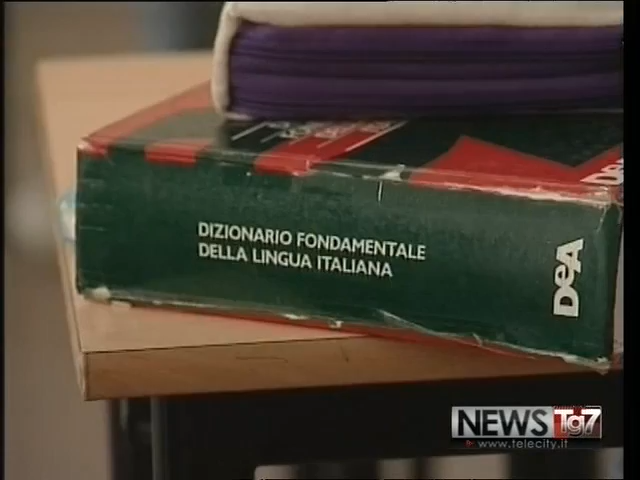 DIZIONARIO FONDAMENTALE
DELLA LINGUA ITALIANA
DeA
NEWS Tg7
www.telecity.it